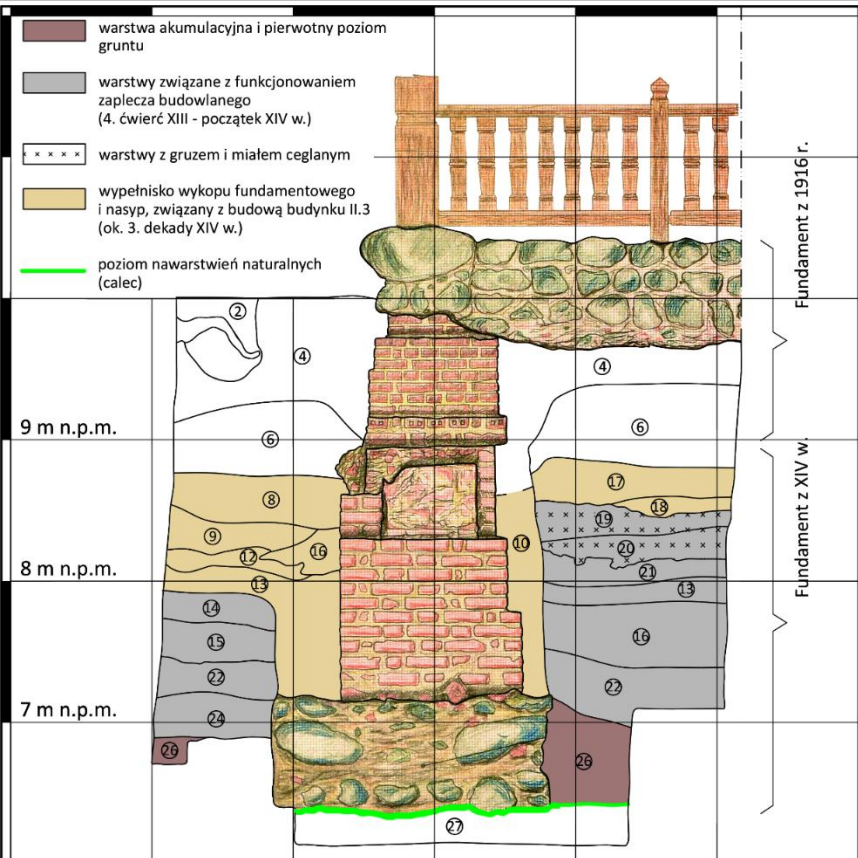 warstwa akumulacyjna i pierwotny poziom
gruntu
warstwy związane z funkcjonowaniem
zaplecza budowlanego
(4. ćwierć XIII - początek XIV w.)
warstwy z gruzem i miałem ceglanym
wypełnisko wykopu fundamentowego
i nasyp, związany z budową budynku II.3
(ok. 3. dekady XIV w.)
poziom nawarstwień naturalnych
(calec)
Fundament z 1916 r.
2
4
4
9 m n.p.m.
6
6
Fundament z XIV w.
8
17
18
19
9
16
10
12
20
21
8 m n.p.m.
13
13
14
15
16
22
22
7 m n.p.m.
24
26
26
27